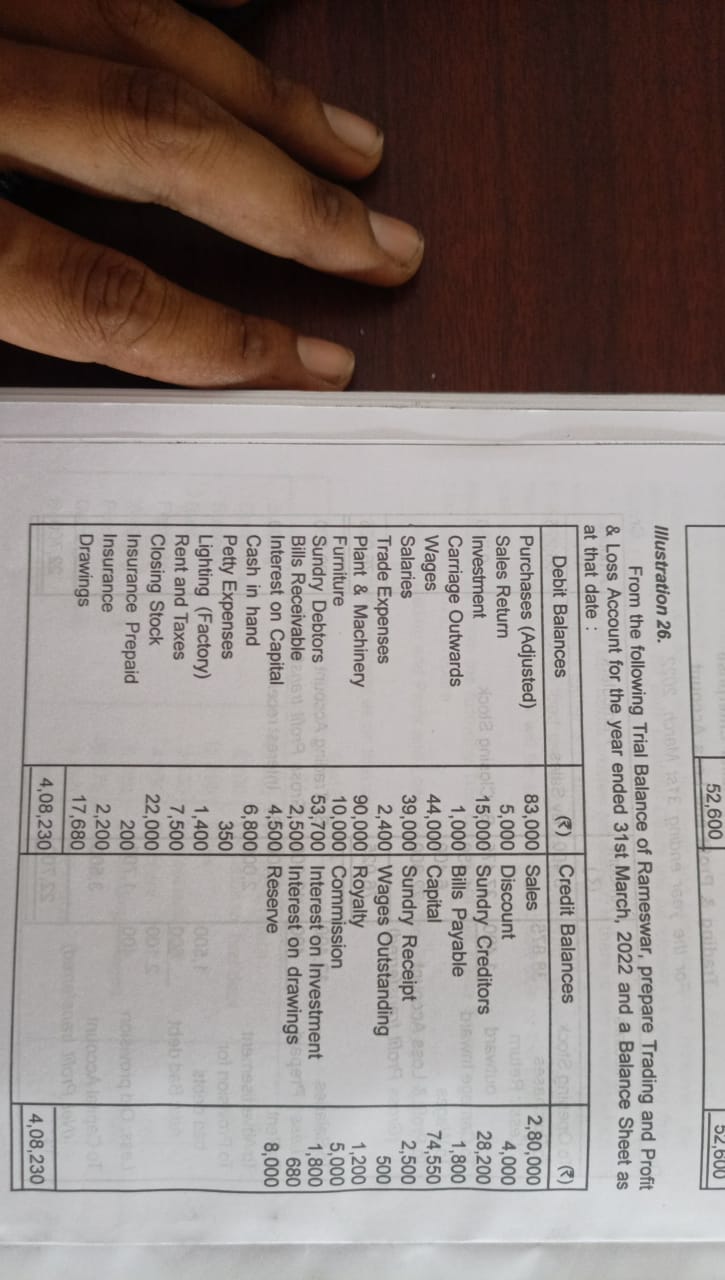 52,600 52,600
Illustration 26.
From the following Trial Balance of Rameswar, prepare Trading and Profit
& Loss Account for the year ended 31st March, 2022 and a Balance Sheet as
at that date :
Debit Balances (₹) Credit Balances (₹)
Purchases (Adjusted) 83,000 Sales 2,80,000
Sales Return 5,000 Discount 4,000
Investment 15,000 Sundry Creditors 28,200
Carriage Outwards 1,000 Bills Payable 1,800
Wages 44,000 Capital 74,550
Salaries 39,000 Sundry Receipt 2,500
Trade Expenses 2,400 Wages Outstanding 500
Plant & Machinery 90,000 Royalty 1,200
Furniture 10,000 Commission 5,000
Sundry Debtors 53,700 Interest on Investment 1,800
Bills Receivable 2,500 Interest on drawings 680
Interest on Capital 4,500 Reserve 8,000
Cash in hand 6,800
Petty Expenses 350
Lighting (Factory) 1,400
Rent and Taxes 7,500
Closing Stock 22,000
Insurance Prepaid 200
Insurance 2,200
Drawings 17,680
4,08,230 4,08,230